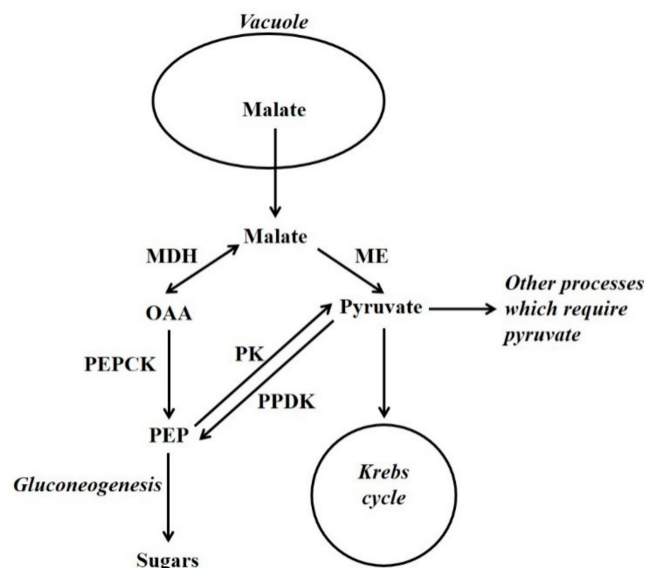 Vacuole
Malate
Malate
MDH
ME
OAA
Pyruvate
Other processes
which require
pyruvate
PEPCK
PK
PPDK
PEP
Gluconeogenesis
Krebs
cycle
Sugars